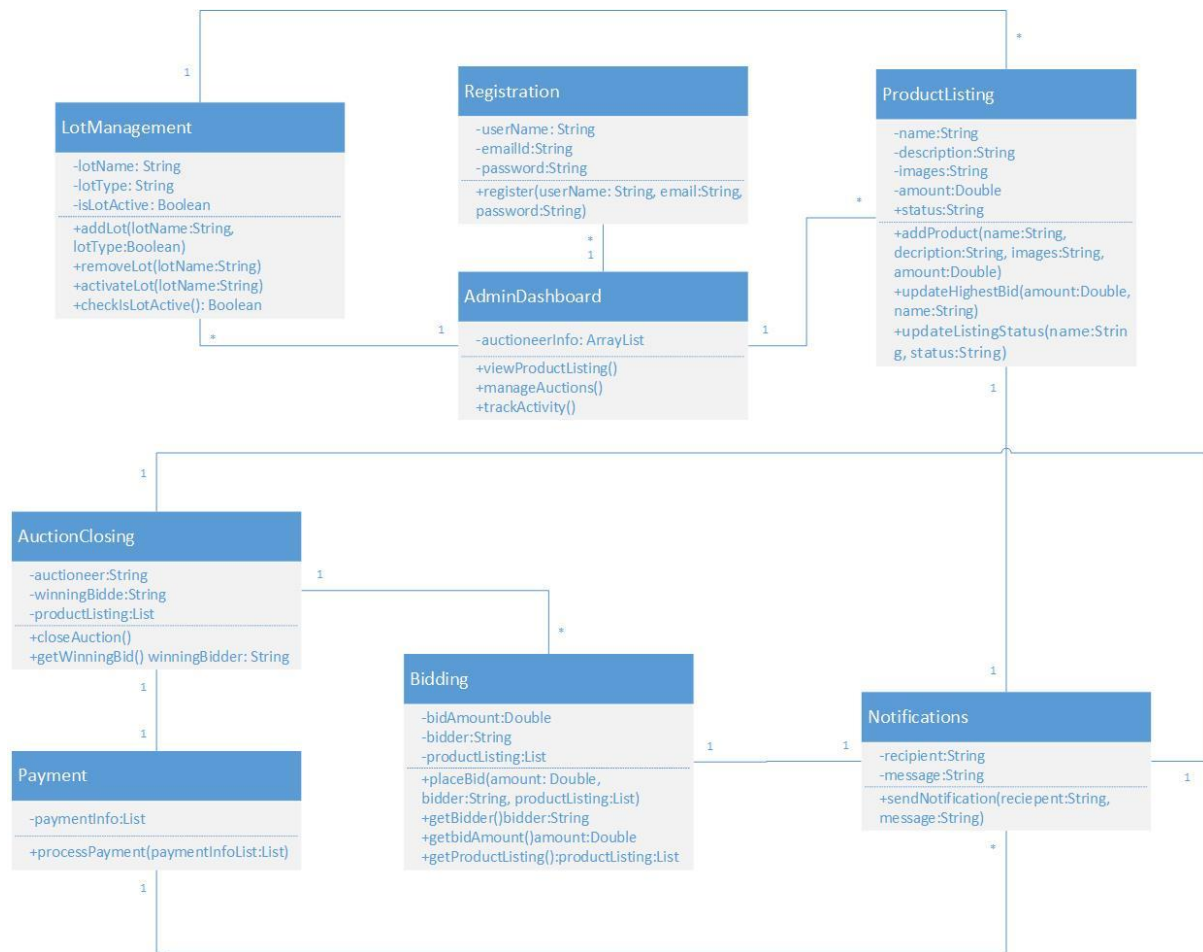 1
*
LotManagement
-lotName: String
-lotType: String
-isLotActive: Boolean
+addLot(lotName:String,
lotType:Boolean)
+removeLot(lotName:String)
+activateLot(lotName:String)
+checkIsLotActive(): Boolean
*
Registration
-userName: String
-emailId:String
-password:String
+register(userName: String, email:String,
password:String)
*
1
AdminDashboard
-auctioneerInfo: ArrayList
+viewProductListing()
+manageAuctions()
+trackActivity()
1
1
*
ProductListing
-name:String
-description:String
-images:String
-amount:Double
+status:String
+addProduct(name:String,
decription:String, images:String,
amount:Double)
+updateHighestBid(amount:Double,
name:String)
+updateListingStatus(name:Strin
g, status:String)
1
1
AuctionClosing
-auctioneer:String
-winningBidde:String
-productListing:List
+closeAuction()
+getWinningBid() winningBidder: String
1
*
1
1
Payment
-paymentInfo:List
+processPayment(paymentInfoList:List)
1
Bidding
-bidAmount:Double
-bidder:String
-productListing:List
+placeBid(amount: Double,
bidder:String, productListing:List)
+getBidder()bidder:String
+getbidAmount()amount:Double
+getProductListing():productListing:List
1
1
1
Notifications
-recipient:String
-message:String
+sendNotification(reciepent:String,
message:String)
1
*